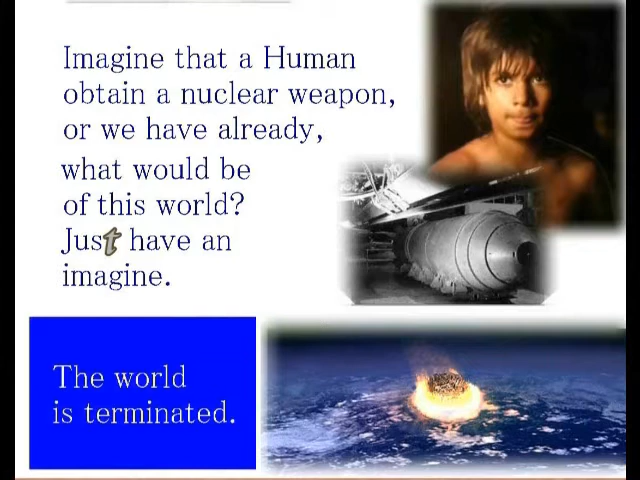 Imagine that a Human
obtain a nuclear weapon,
or we have already,
what would be
of this world?
Just have an
imagine.
The world
is terminated.